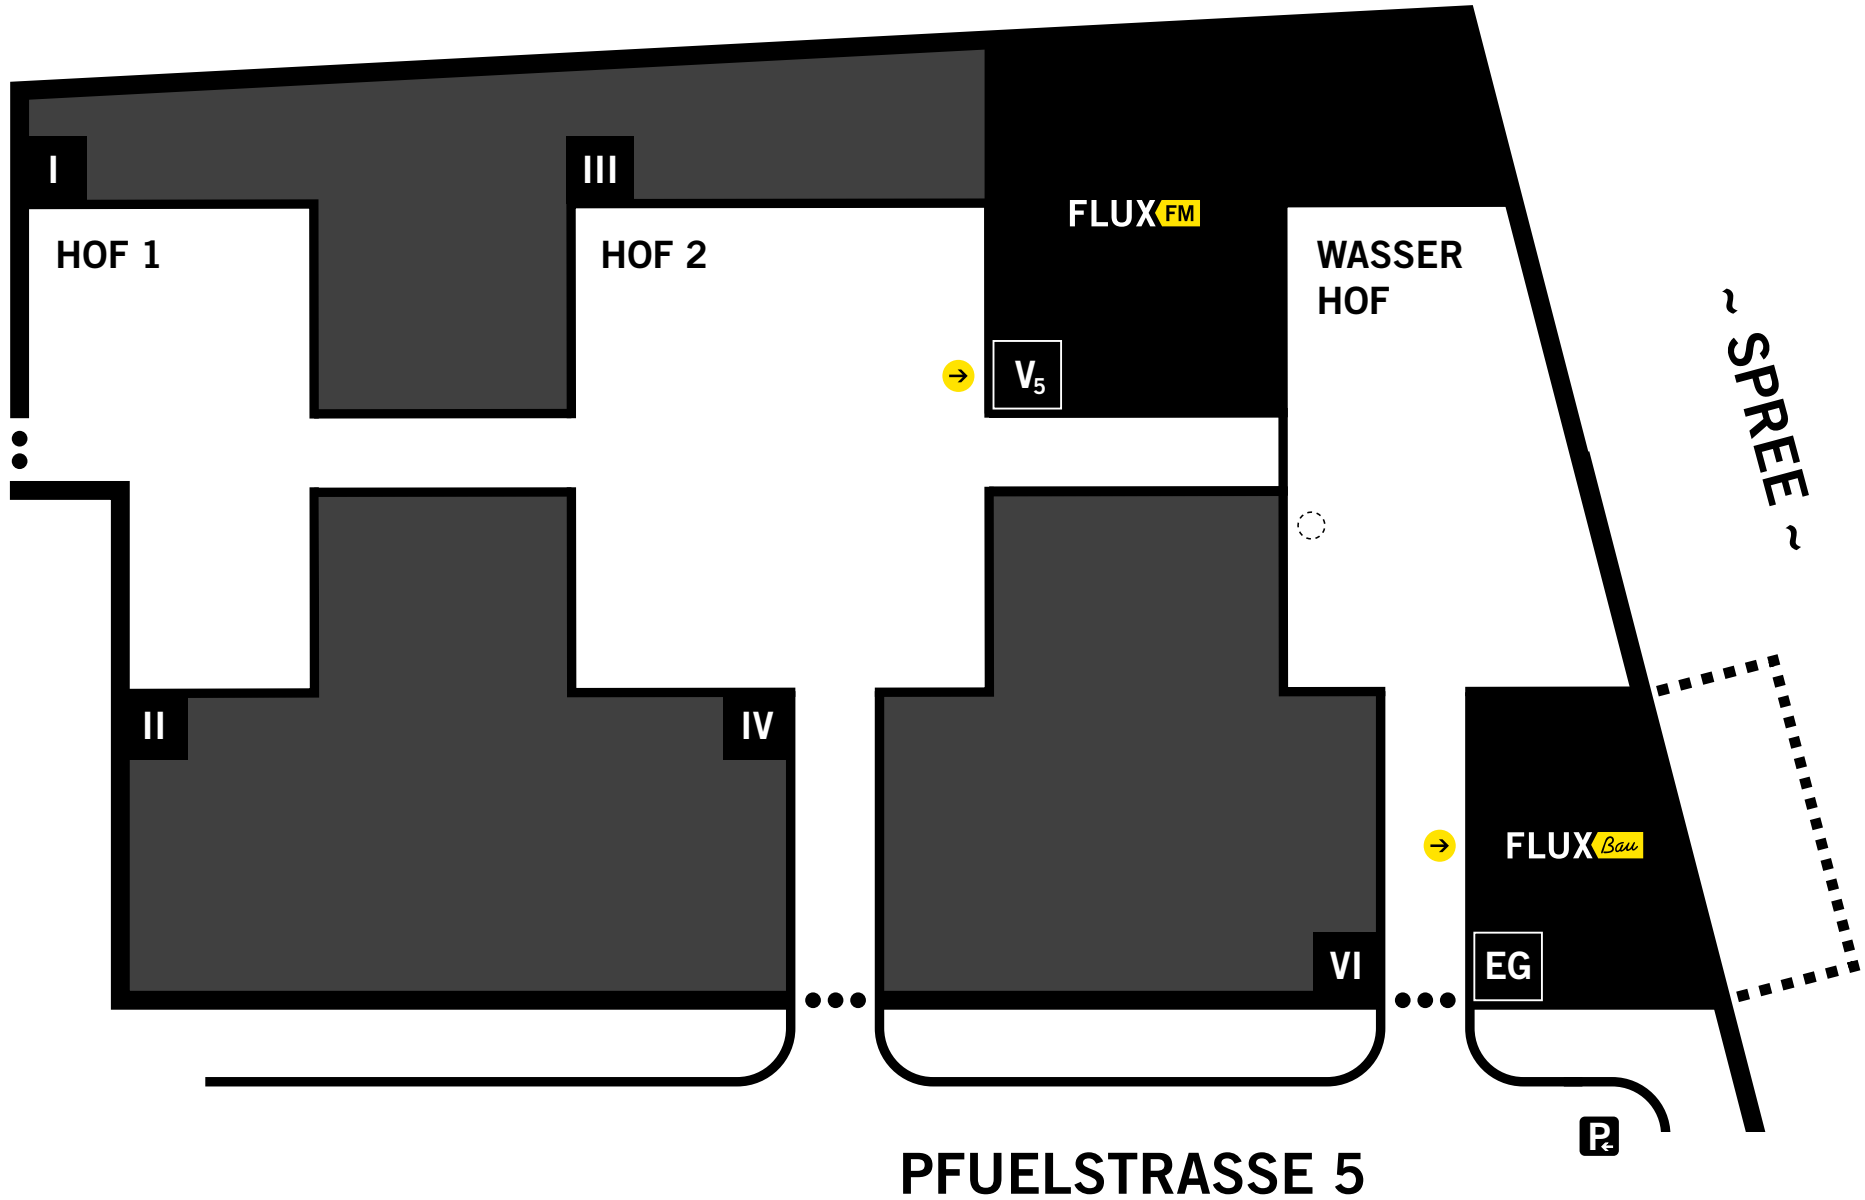 I
III
FLUX FM
HOF 1
HOF 2
WASSER
HOF
V5
~ SPREE ~
II
IV
FLUX Bau
VI
EG
P
PFUELSTRASSE 5